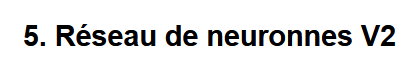 5. Réseau de neuronnes V2